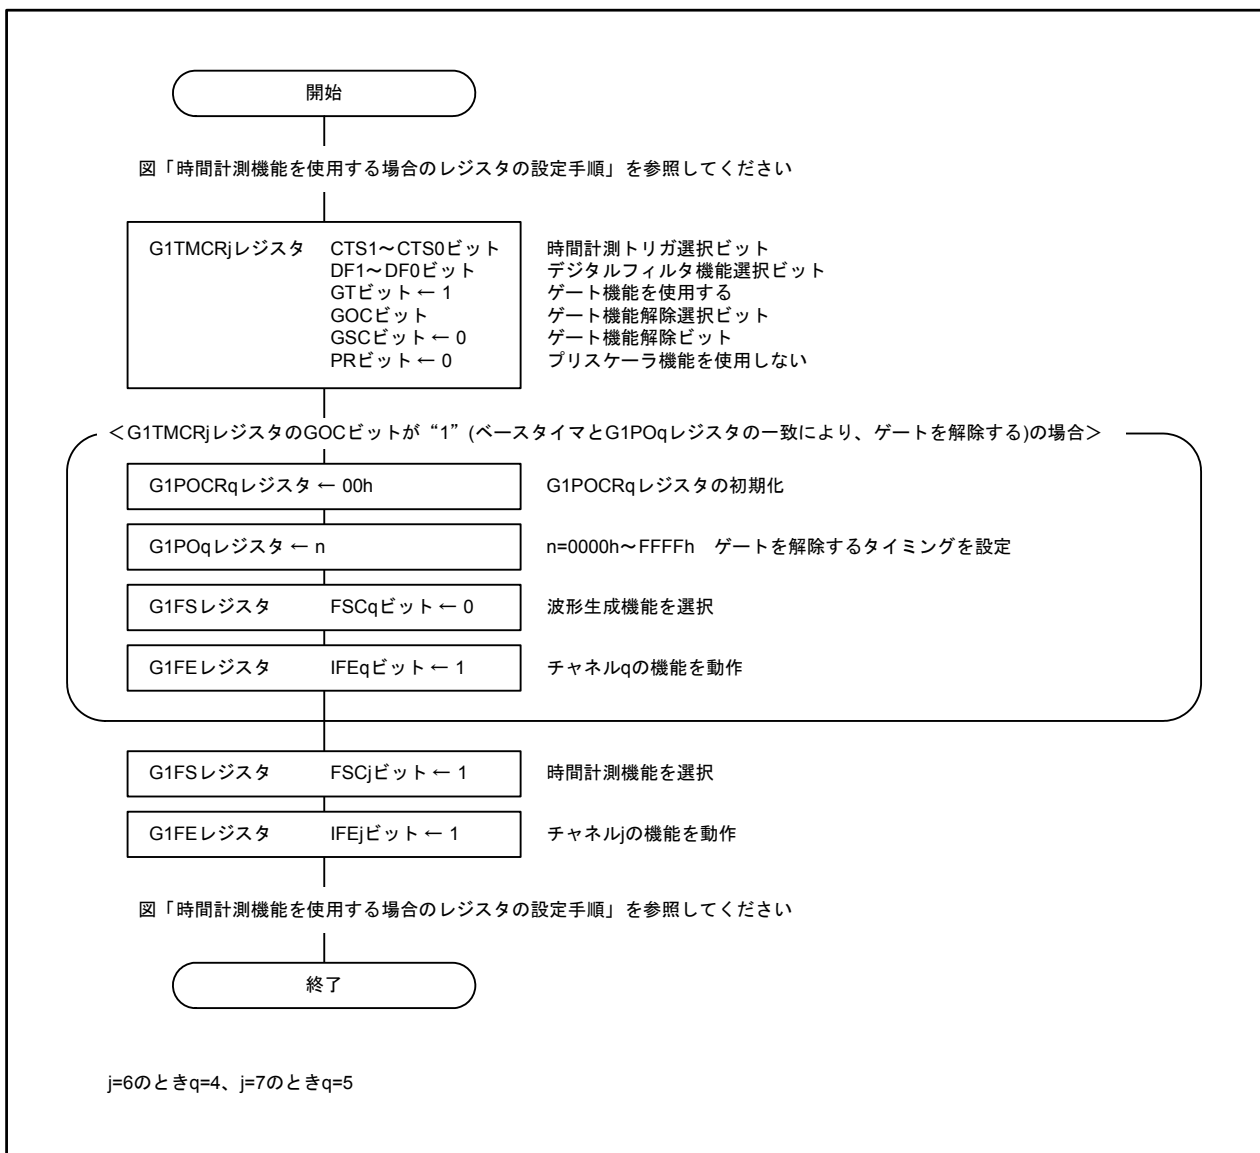 開始
図「時間計測機能を使用する場合のレジスタの設定手順」を参照してください
G1TMCRjレジスタ CTS1～CTS0ビット 時間計測トリガ選択ビット
DF1～DF0ビット デジタルフィルタ機能選択ビット
GTビット ← 1 ゲート機能を使用する
GOCビット ゲート機能解除選択ビット
GSCビット ← 0 ゲート機能解除ビット
PRビット ← 0 プリスケーラ機能を使用しない
＜G1TMCRjレジスタのGOCビットが“1”(ベースタイマとG1POqレジスタの一致により、ゲートを解除する)の場合＞
G1POCRqレジスタ ← 00h G1POCRqレジスタの初期化
G1POqレジスタ ← n n=0000h～FFFFh ゲートを解除するタイミングを設定
G1FSレジスタ FSCqビット ← 0 波形生成機能を選択
G1FEレジスタ IFEqビット ← 1 チャネルqの機能を動作
G1FSレジスタ FSCjビット ← 1 時間計測機能を選択
G1FEレジスタ IFEjビット ← 1 チャネルjの機能を動作
図「時間計測機能を使用する場合のレジスタの設定手順」を参照してください
終了
j=6のときq=4、j=7のときq=5